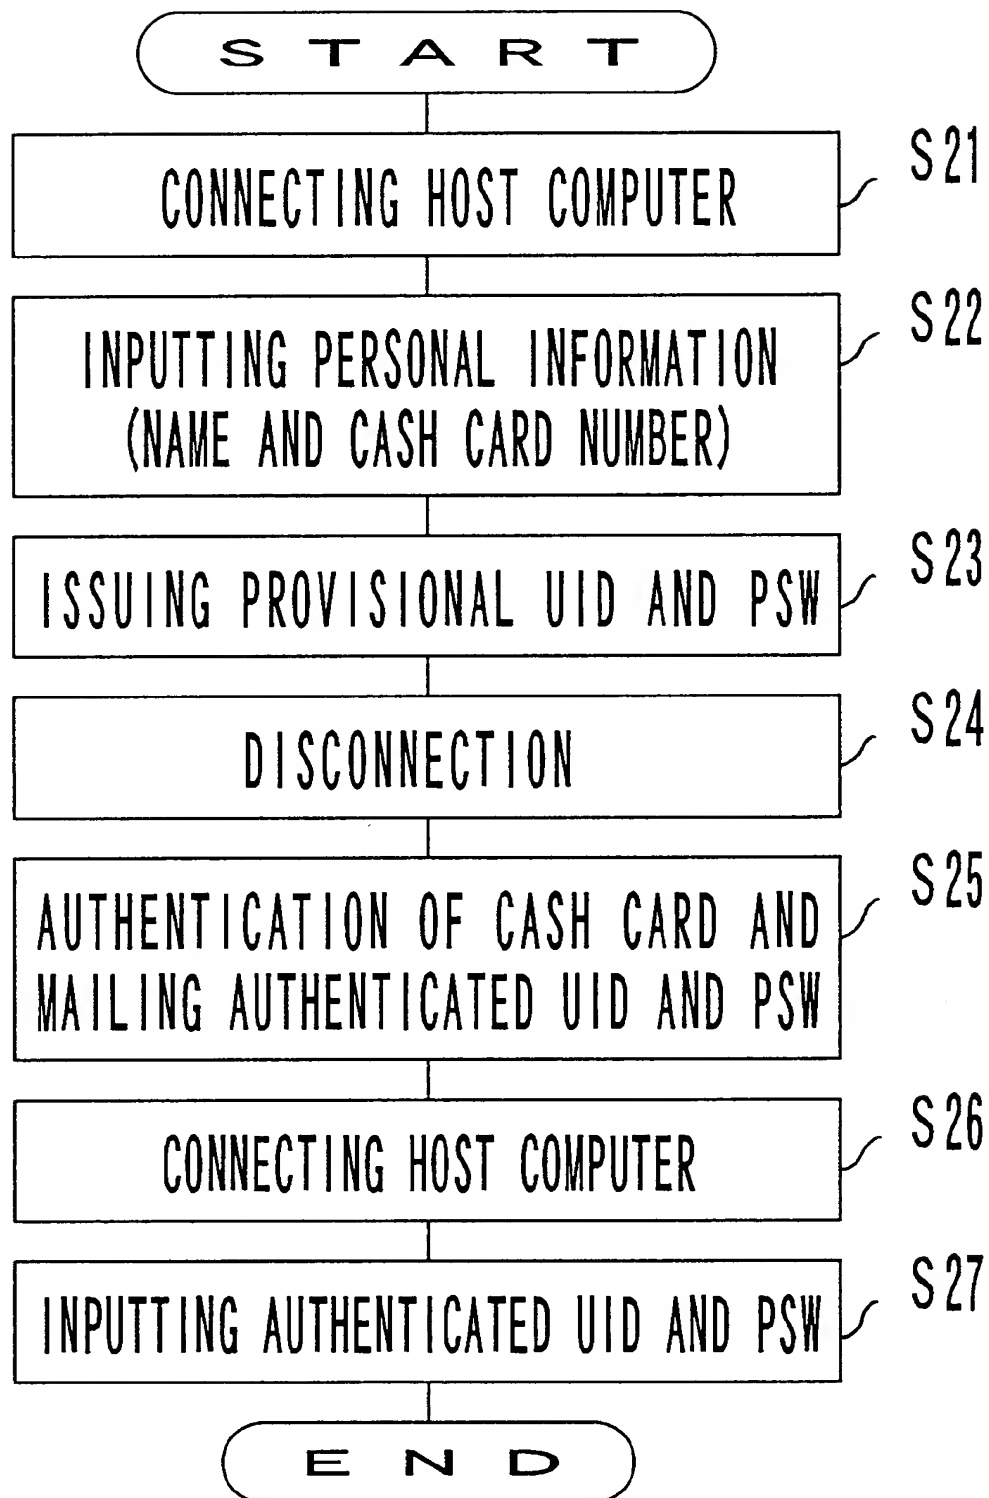 START
CONNECTING HOST COMPUTER
S21
INPUTTING PERSONAL INFORMATION
(NAME AND CASH CARD NUMBER)
S22
ISSUING PROVISIONAL UID AND PSW
S23
DISCONNECTION
S24
AUTHENTICATION OF CASH CARD AND
MAILING AUTHENTICATED UID AND PSW
S25
CONNECTING HOST COMPUTER
S26
INPUTTING AUTHENTICATED UID AND PSW
S27
END